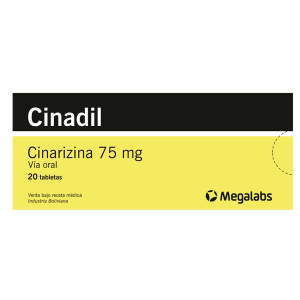 Cinadil
Cinarizina 75 mg
Vía oral
20 tabletas
Venta bajo receta médica
Industria Boliviana
Megalabs